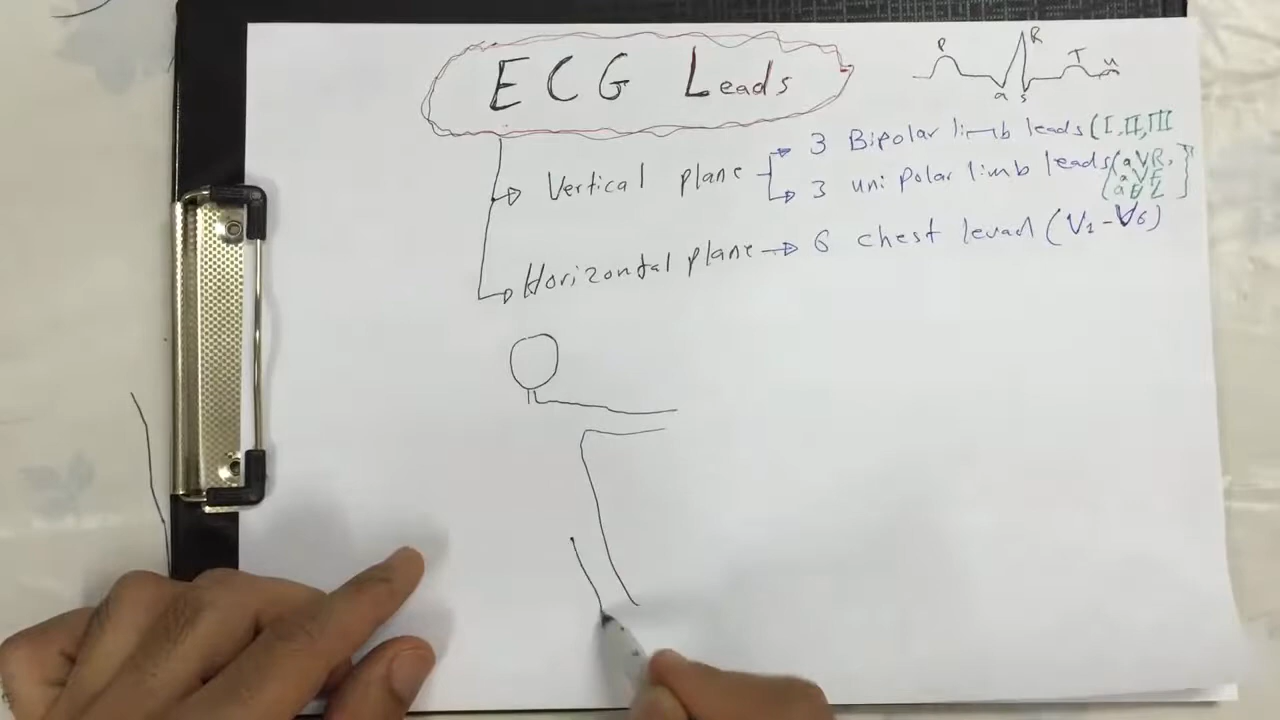 ECG Leads
P R T u
a s
Vertical plane
3 Bipolar limb leads (I, II, III
3 uni polar limb leads (aVR,
aVF
Horizontal plane
6 chest levad (V1-V6)